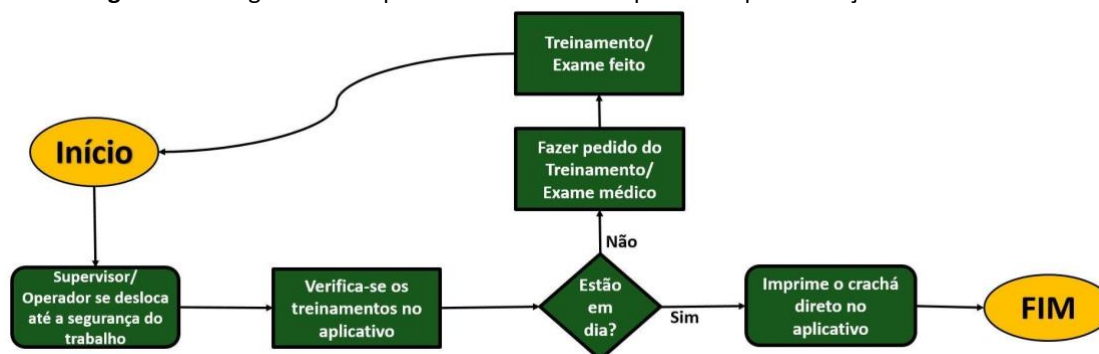 Treinamento/
Exame feito
Início
Fazer pedido do
Treinamento/
Exame médico
Não
Supervisor/
Operador se desloca
até a segurança do
trabalho
Verifica-se os
treinamentos no
aplicativo
Estão
em
dia?
Sim
Imprime o crachá
direto no
aplicativo
FIM